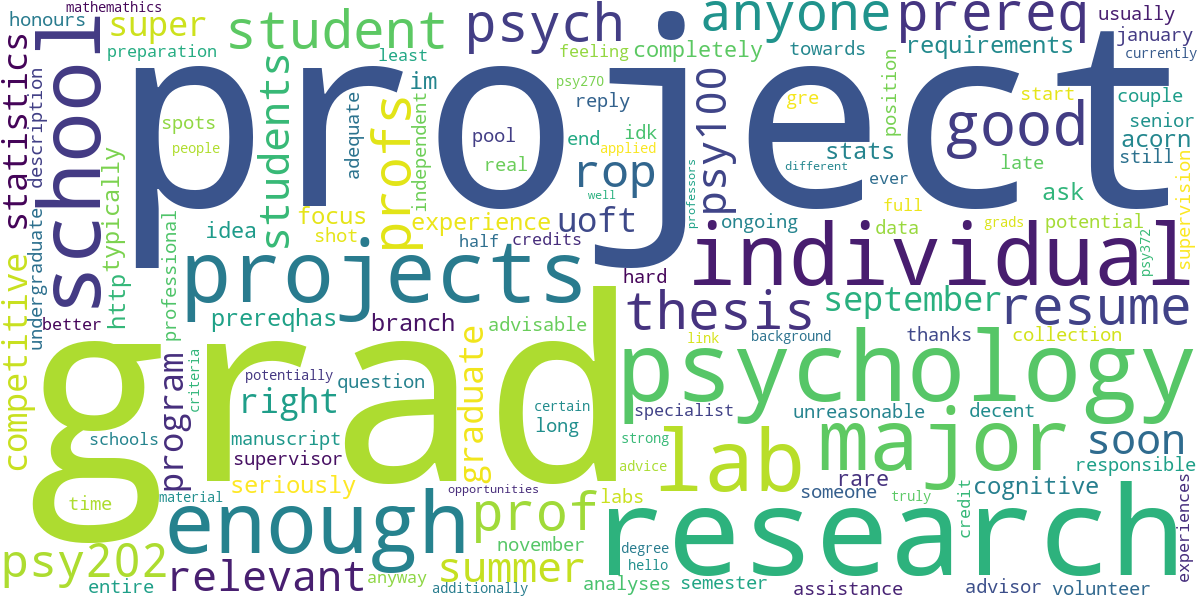 mathematics
honours
super
student
psych
anyone
prereq
usually
january
currently
preparation
least
feeling
completely
towards
requirements
school
statistics
description
project
students
profs
im
psy270
reply
gre
position
start
couple
senior
acorn
still
spots
people
adequate
independent
pool
real
end
idk
applied
rop
well
professors
psy100
stats
different
ever
good
late
ask
typically
undergraduate
professional
idea
focus
shot
experience
half
credits
uoft
ongoing
full
data
grads
potential
psy372
supervision
competitive
http
better
projects
prereqhas
branch
advisable
hard
individual
thesis
september
resume
link
background
thanks
collection
grad
program
criteria
potentially
question
right
graduate
certain
long
psychology
specialist
unreasonable
decent
schools
manuscript
supervisor
seriously
strong
advice
lab
major
soon
responsible
time
material
enough
opportunities
prof
labs
november
someone
rare
truly
cognitive
credit
experiences
research
psy202
entire
relevant
anyway
additionally
summer
degree
hello
analyses
semester
assistance
advisor
volunteer